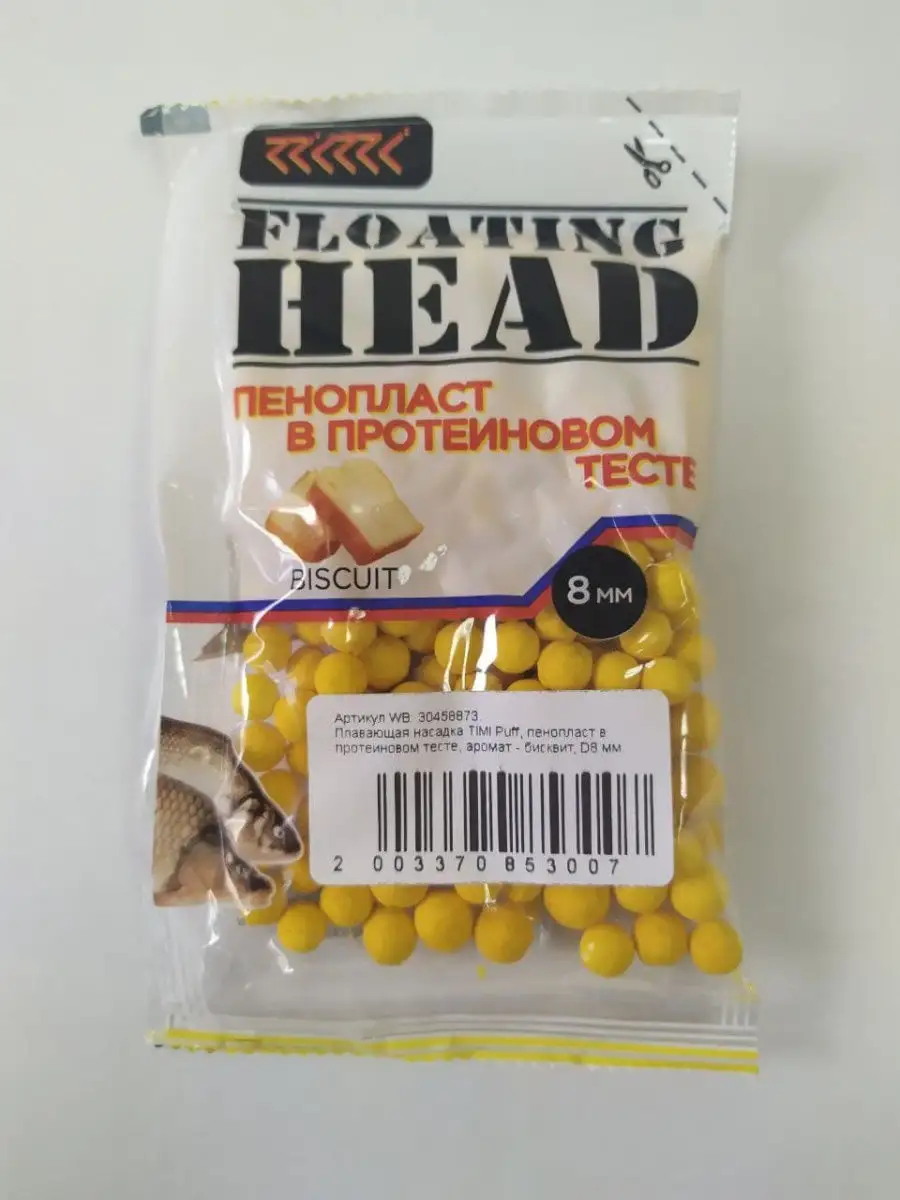 FLOATING
HEAD
ПЕНОПЛАСТ
В ПРОТЕИНОВОМ
ТЕСТЕ
BISCUIT
8 мм
Артикул WB: 30458873
Плавающая насадка TIMI Puff, пенопласт в
протеиновом тесте, аромат - бисквит, D8 мм
2 003370 853007